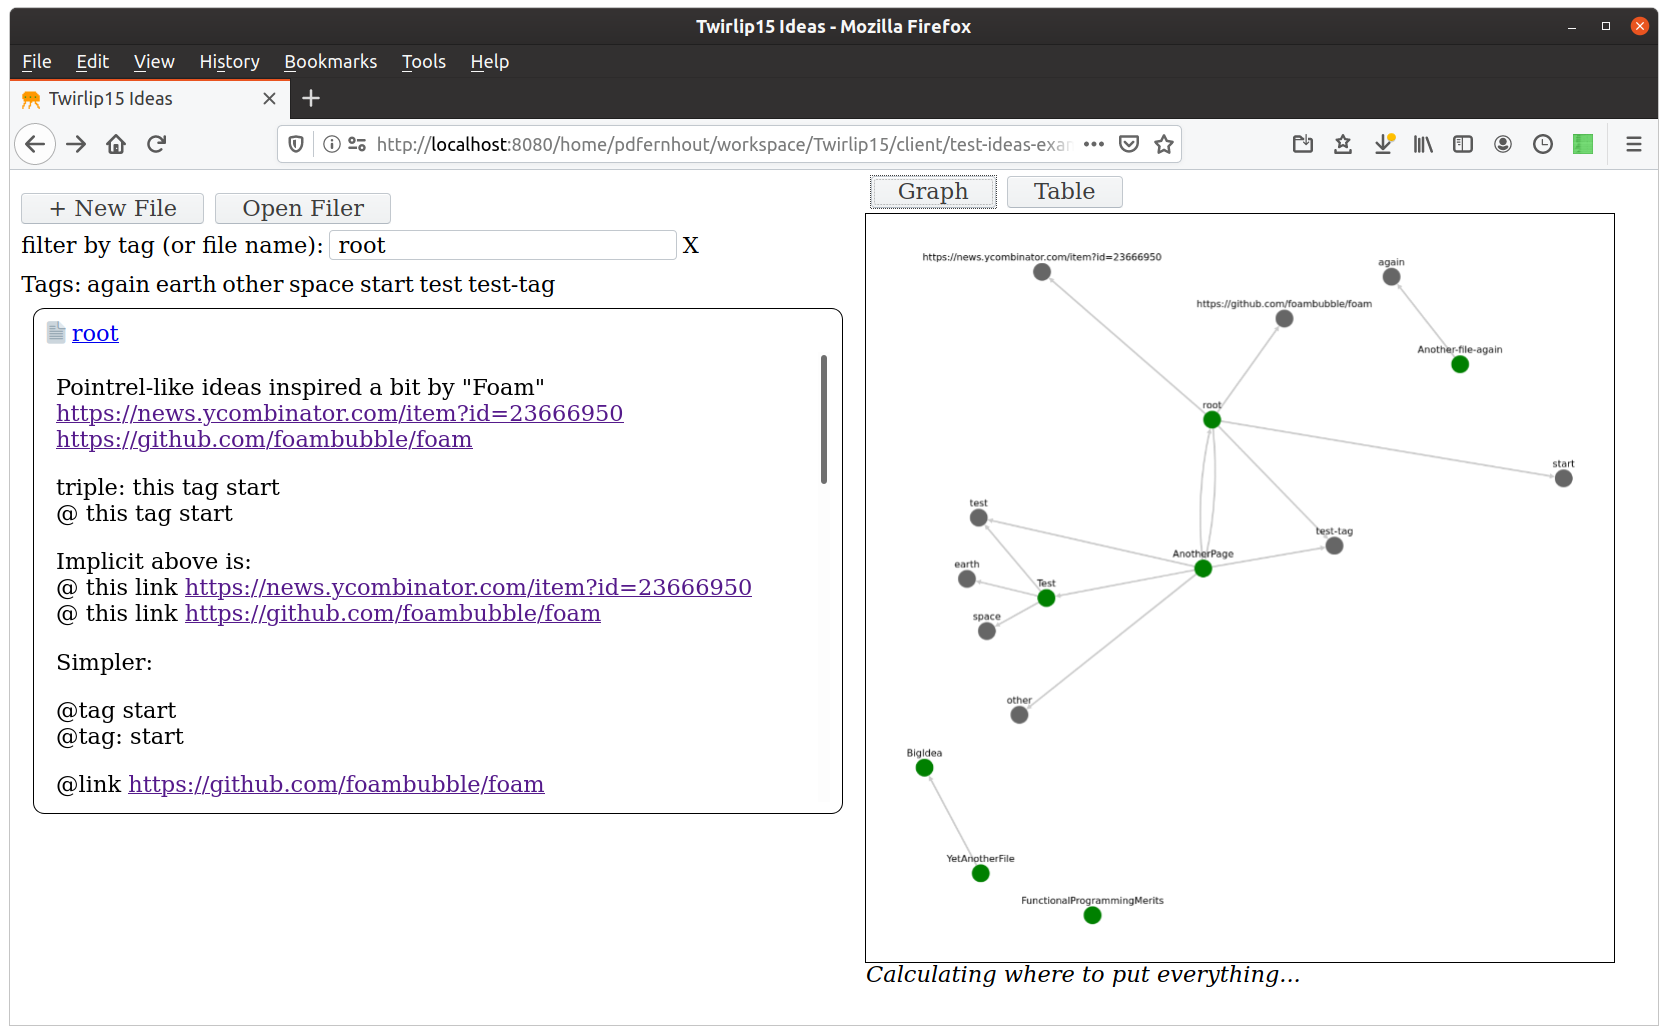 Twirlip15 Ideas - Mozilla Firefox
File Edit View History Bookmarks Tools Help
Twirlip15 Ideas
http://localhost:8080/home/pdfernhout/workspace/Twirlip15/client/test-ideas-exar
+ New File Open Filer
filter by tag (or file name): root X
Tags: again earth other space start test test-tag
root
Pointrel-like ideas inspired a bit by "Foam"
https://news.ycombinator.com/item?id=23666950
https://github.com/foambubble/foam
triple: this tag start
@ this tag start
Implicit above is:
@ this link https://news.ycombinator.com/item?id=23666950
@ this link https://github.com/foambubble/foam
Simpler:
@tag start
@tag: start
@link https://github.com/foambubble/foam
Graph Table
https://news.ycombinator.com/item?id=23666950
again
https://github.com/foambubble/foam
Another-file-again
root
start
test
test-tag
AnotherPage
earth
Test
space
other
BigIdea
YetAnotherFile
FunctionalProgrammingMerits
Calculating where to put everything...